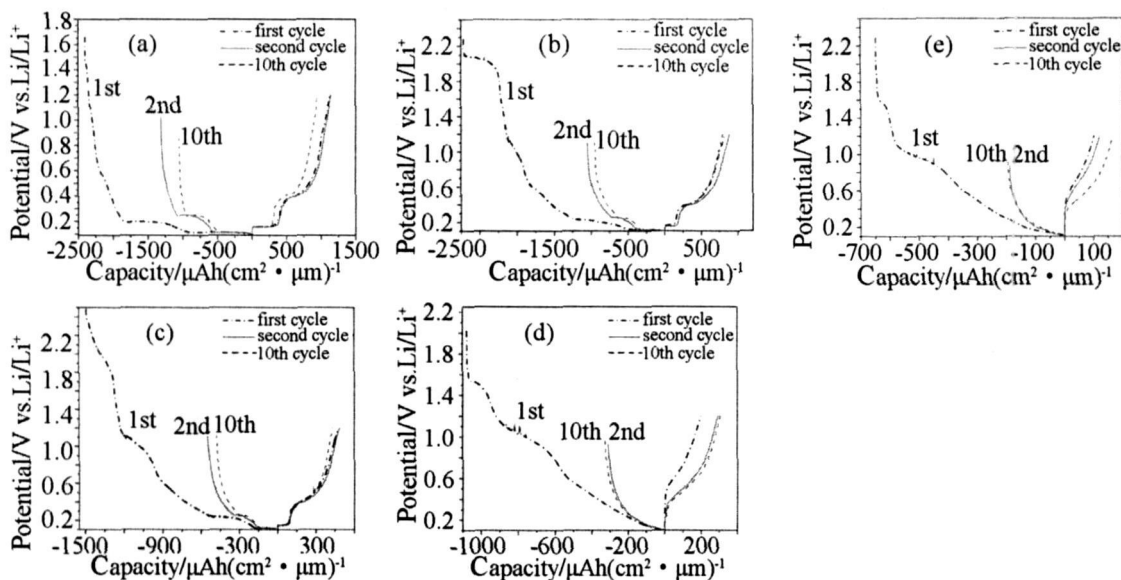 1.8
1.6
1.4
1.2
1.0
0.8
0.6
0.4
0.2
Potential/V vs.Li/Li⁺
(a)
first cycle
second cycle
10th cycle
1st
2nd
10th
-2500 -1500 -500 500 1500
Capacity/μAh(cm² • μm)⁻¹
2.2
1.8
1.4
1.0
0.6
0.2
Potential/V vs.Li/Li⁺
(b)
first cycle
second cycle
10th cycle
1st
2nd
10th
-2500 -1500 -500 500
Capacity/μAh(cm² • μm)⁻¹
2.2
1.8
1.4
1.0
0.6
0.2
Potential/V vs.Li/Li⁺
(e)
first cycle
second cycle
10th cycle
1st
10th 2nd
-700 -500 -300 -100 100
Capacity/μAh(cm² • μm)⁻¹
2.2
1.8
1.4
1.0
0.6
0.2
Potential/V vs.Li/Li⁺
(c)
first cycle
second cycle
10th cycle
1st
2nd 10th
-1500 -900 -300 300
Capacity/μAh(cm² • μm)⁻¹
2.2
1.8
1.4
1.0
0.6
0.2
Potential/V vs.Li/Li⁺
(d)
first cycle
second cycle
10th cycle
1st
10th 2nd
-1000 -600 -200 200
Capacity/μAh(cm² • μm)⁻¹